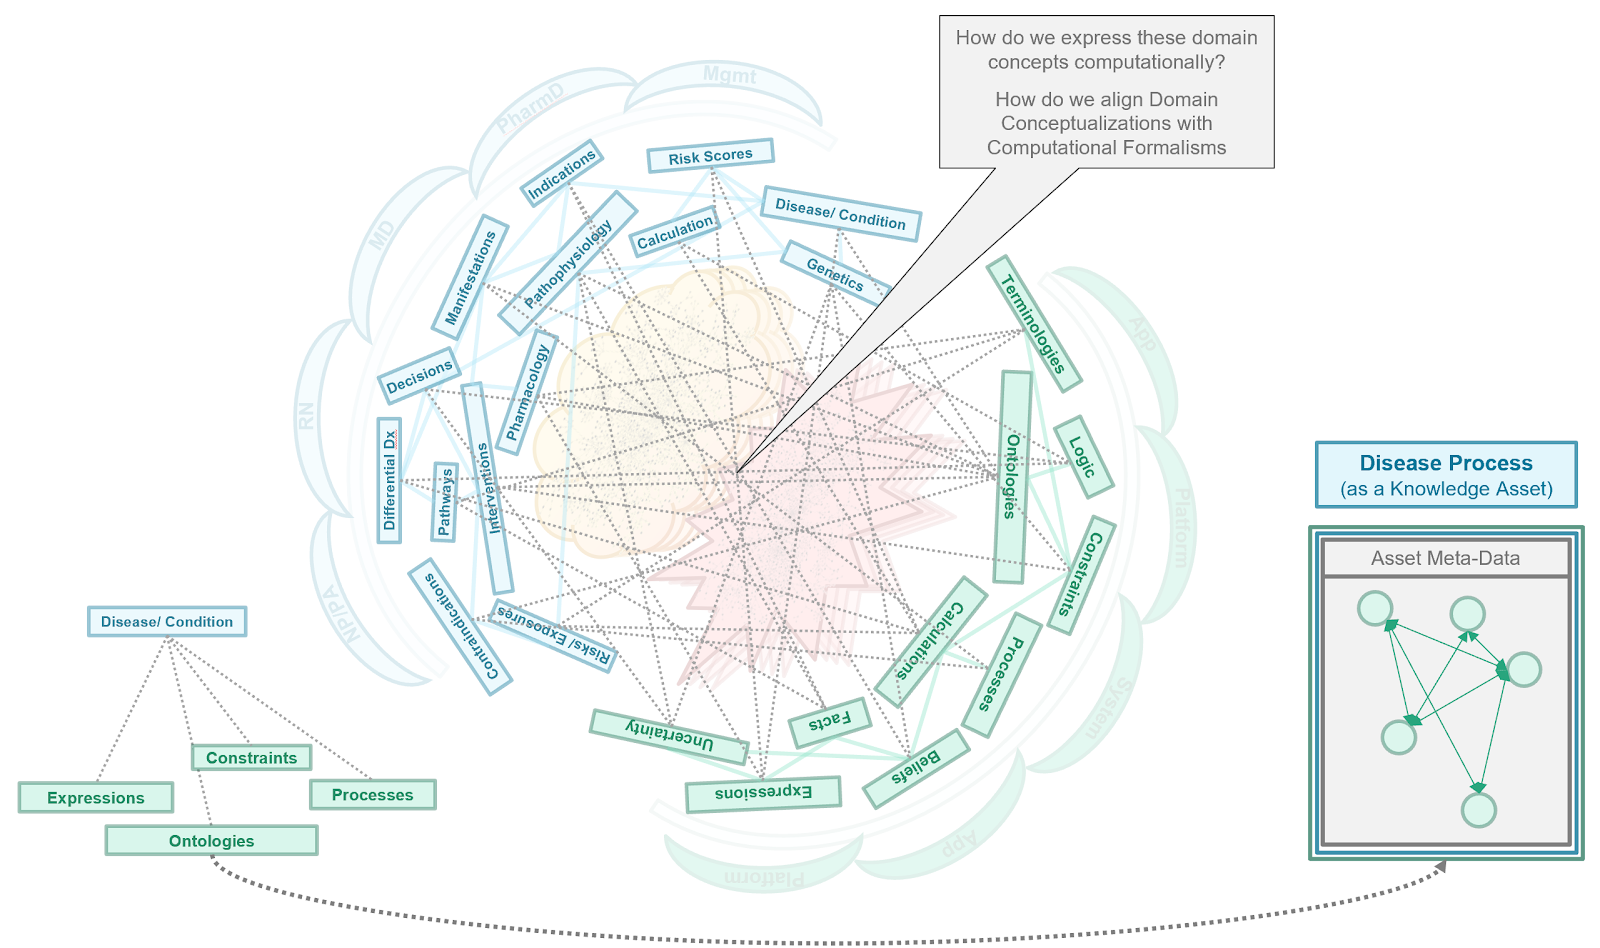 How do we express these domain
concepts computationally?
How do we align Domain
Conceptualizations with
Computational Formalisms
Mgmt
PharmD
MD
RN
NP/PA
Indications
Risk Scores
Disease/ Condition
Calculation
Genetics
Pathophysiology
Manifestations
Decisions
Pharmacology
Differential Dx
Pathways
Interventions
Contraindications
Risks/ Exposures
Terminologies
Logic
Ontologies
Constraints
Calculations
Processes
Facts
Beliefs
Uncertainty
Expressions
App
Platform
System
App
Platform
Disease/ Condition
Constraints
Expressions
Processes
Ontologies
Disease Process
(as a Knowledge Asset)
Asset Meta-Data